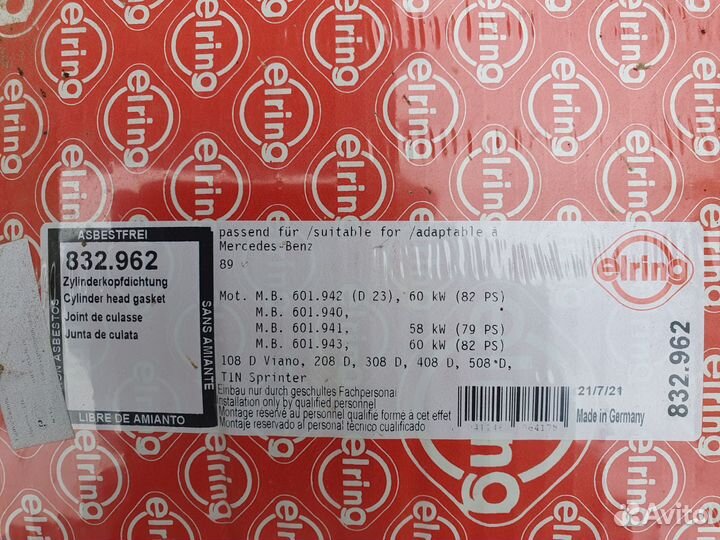 elring
ASBESTFREI
832.962
Zylinderkopfdichtung
Cylinder head gasket
Joint de culasse
Junta de culata
SANS AMIANTE
LIBRE DE AMIANTO
ASBESTOS
passend für /suitable for /adaptable à
Mercedes-Benz
89
Mot. M.B. 601.942 (D 23), 60 kW (82 PS)
M.B. 601.940,
M.B. 601.941, 58 kW (79 PS)
M.B. 601.943, 60 kW (82 PS)
108 D Viano, 208 D, 308 D, 408 D, 508 D,
T1N Sprinter
Einbau nur durch geschultes Fachpersonal
Installation only by qualified personnel
Montage réservé au personnel qualifié forme à cet effet
Montaje reservado al personal técnico cualificado
elring
21/7/21
Made in Germany
832.962
Avito